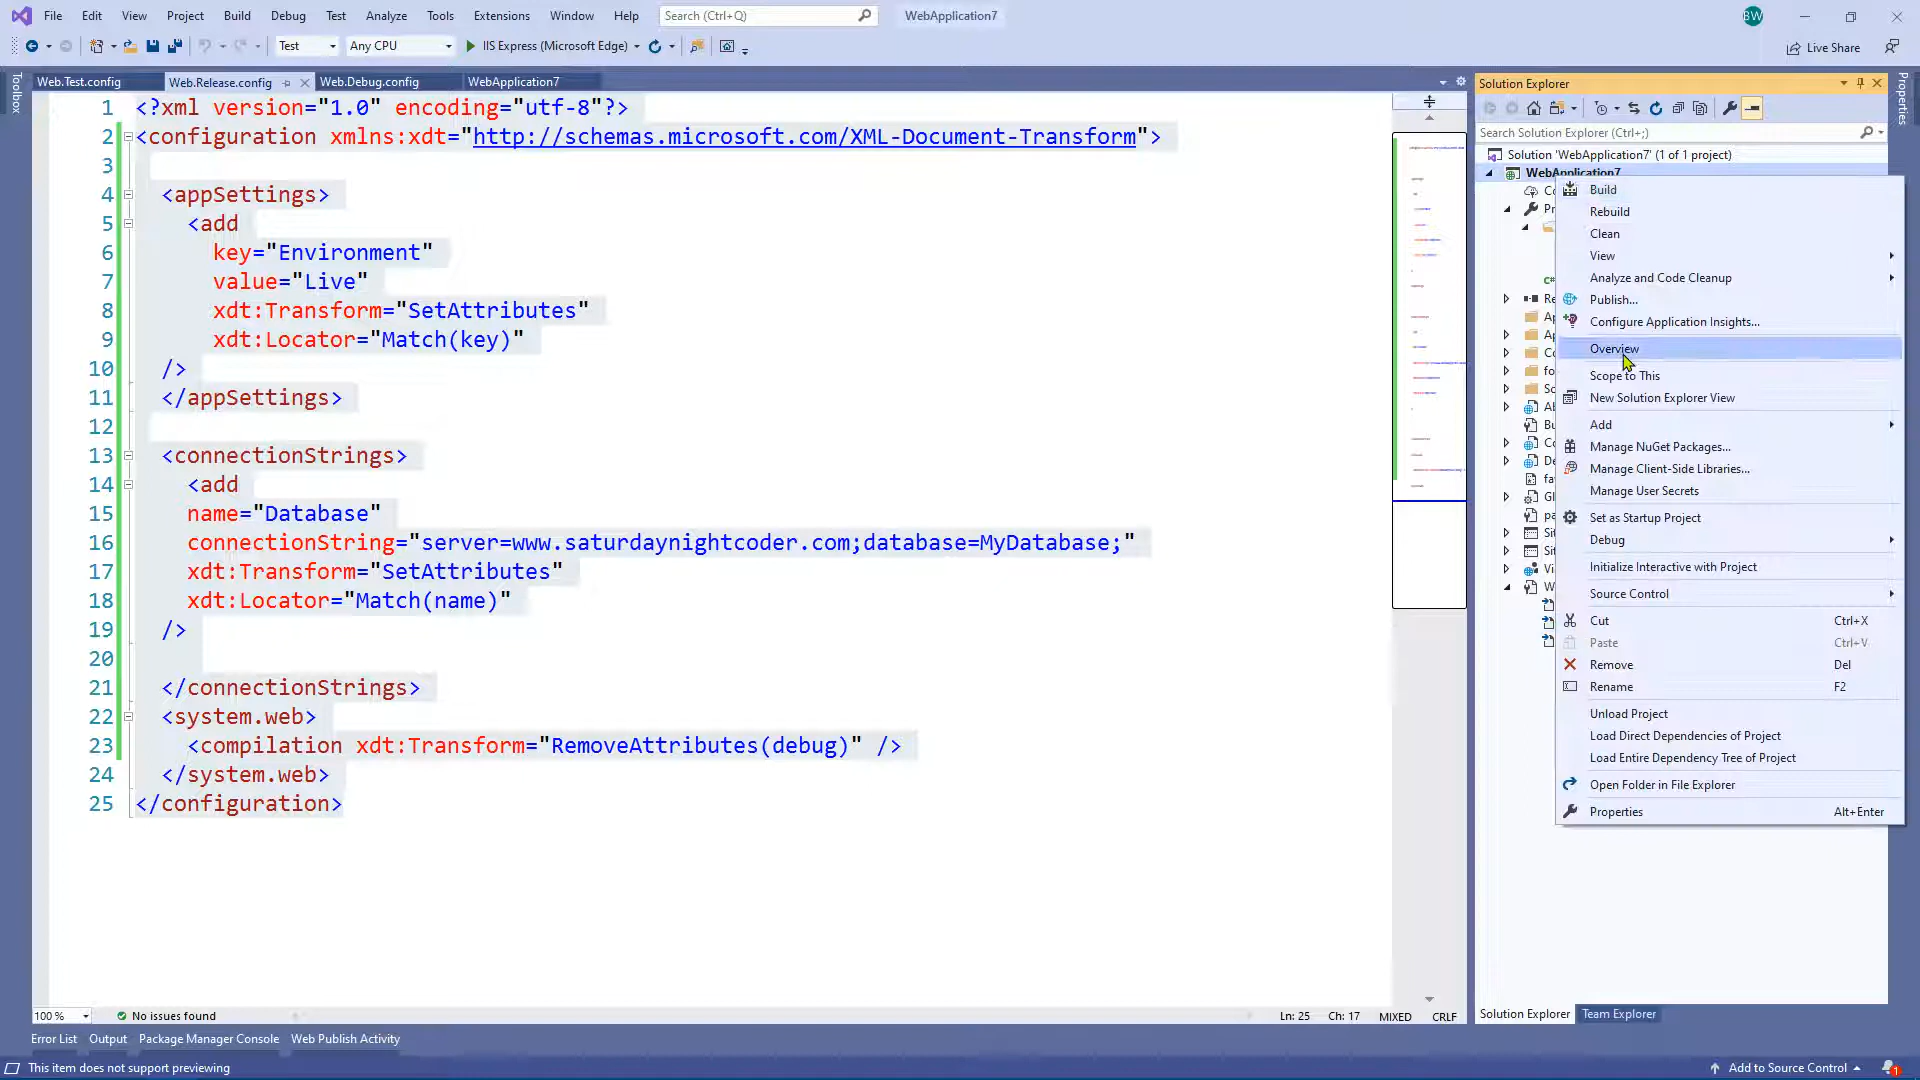 File Edit View Project Build Debug Test Analyze Tools Extensions Window Help Search (Ctrl+Q) WebApplication7 BW
Test Any CPU IIS Express (Microsoft Edge) Live Share
Toolbox
Web.Test.config Web.Release.config Web.Debug.config WebApplication7
1 <?xml version="1.0" encoding="utf-8"?>
2 <configuration xmlns:xdt="http://schemas.microsoft.com/XML-Document-Transform">
3
4 <appSettings>
5 <add
6 key="Environment"
7 value="Live"
8 xdt:Transform="SetAttributes"
9 xdt:Locator="Match(key)"
10 />
11 </appSettings>
12
13 <connectionStrings>
14 <add
15 name="Database"
16 connectionString="server=www.saturdaynightcoder.com;database=MyDatabase;"
17 xdt:Transform="SetAttributes"
18 xdt:Locator="Match(name)"
19 />
20
21 </connectionStrings>
22 <system.web>
23 <compilation xdt:Transform="RemoveAttributes(debug)" />
24 </system.web>
25 </configuration>
100 % No issues found Ln: 25 Ch: 17 MIXED CRLF
Solution Explorer
Search Solution Explorer (Ctrl+;)
Solution 'WebApplication7' (1 of 1 project)
WebApplication7
Build
Rebuild
Clean
View
Analyze and Code Cleanup
Publish...
Configure Application Insights...
Overview
Scope to This
New Solution Explorer View
Add
Manage NuGet Packages...
Manage Client-Side Libraries...
Manage User Secrets
Set as Startup Project
Debug
Initialize Interactive with Project
Source Control
Cut Ctrl+X
Paste Ctrl+V
Remove Del
Rename F2
Unload Project
Load Direct Dependencies of Project
Load Entire Dependency Tree of Project
Open Folder in File Explorer
Properties Alt+Enter
Solution Explorer Team Explorer
Properties
Error List Output Package Manager Console Web Publish Activity
This item does not support previewing Add to Source Control 1